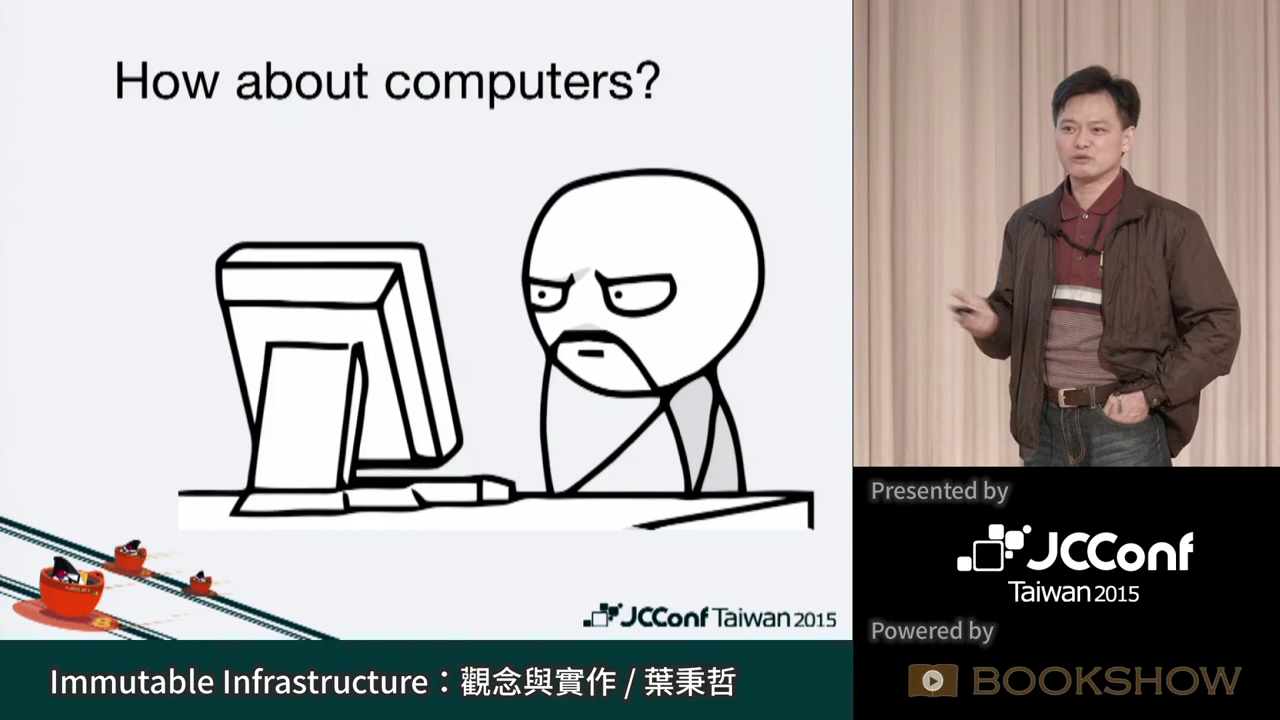 How about computers?
JCConf Taiwan 2015
Immutable Infrastructure：觀念與實作 / 葉秉哲
Presented by
JCConf
Taiwan 2015
Powered by
BOOKSHOW